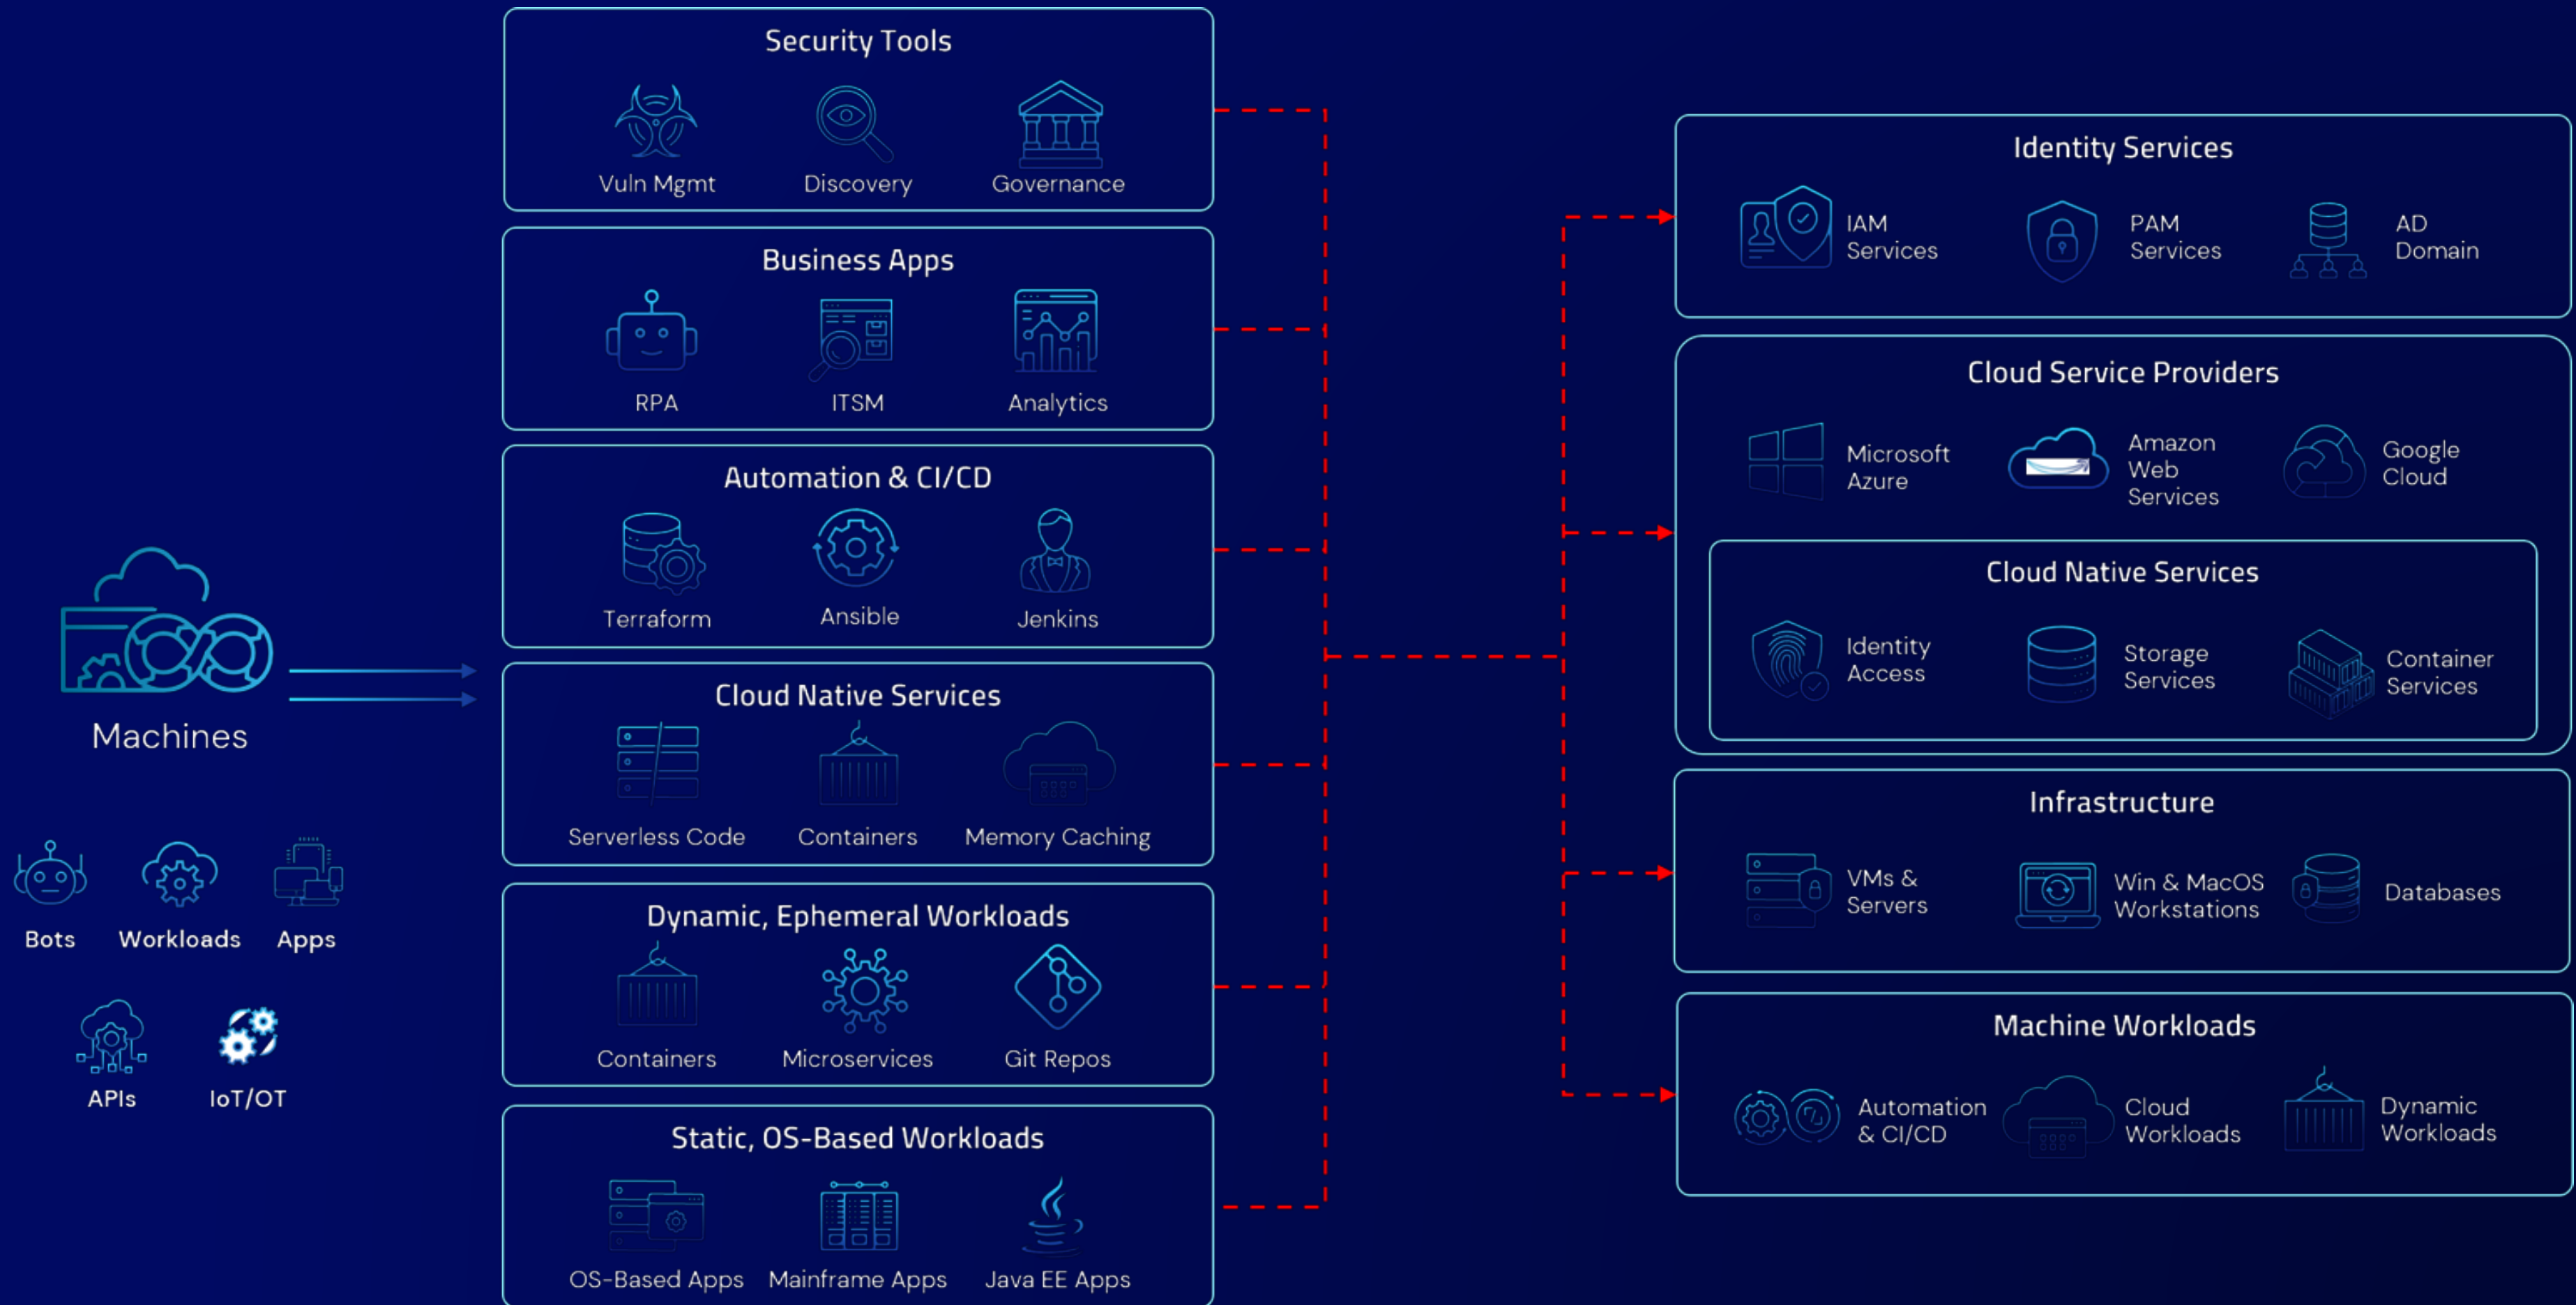 Machines
Bots
Workloads
Apps
APIs
IoT/OT
Security Tools
Vuln Mgmt
Discovery
Governance
Business Apps
RPA
ITSM
Analytics
Automation & CI/CD
Terraform
Ansible
Jenkins
Cloud Native Services
Serverless Code
Containers
Memory Caching
Dynamic, Ephemeral Workloads
Containers
Microservices
Git Repos
Static, OS-Based Workloads
OS-Based Apps
Mainframe Apps
Java EE Apps
Identity Services
IAM
Services
PAM
Services
AD
Domain
Cloud Service Providers
Microsoft
Azure
Amazon
Web
Services
Google
Cloud
Cloud Native Services
Identity
Access
Storage
Services
Container
Services
Infrastructure
VMs &
Servers
Win & MacOS
Workstations
Databases
Machine Workloads
Automation
& CI/CD
Cloud
Workloads
Dynamic
Workloads